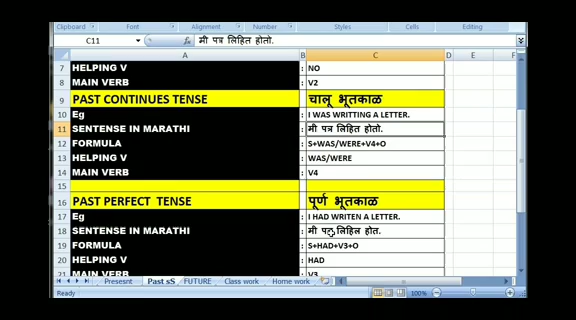 Clipboard Font Alignment Number Styles Cells Editing
C11 fx मी पत्र लिहित होतो.
A B C D E F
7 HELPING V : NO
8 MAIN VERB : V2
9 PAST CONTINUES TENSE चालू भूतकाळ
10 Eg : I WAS WRITTING A LETTER.
11 SENTENSE IN MARATHI : मी पत्र लिहित होतो.
12 FORMULA : S+WAS/WERE+V4+O
13 HELPING V : WAS/WERE
14 MAIN VERB : V4
15
16 PAST PERFECT TENSE पूर्ण भूतकाळ
17 Eg : I HAD WRITEN A LETTER.
18 SENTENSE IN MARATHI : मी लिहिल होत.
19 FORMULA : S+HAD+V3+O
20 HELPING V : HAD
21 MAIN VERB : V3
Presesnt Past sS FUTURE Class work Home work
Ready 100%